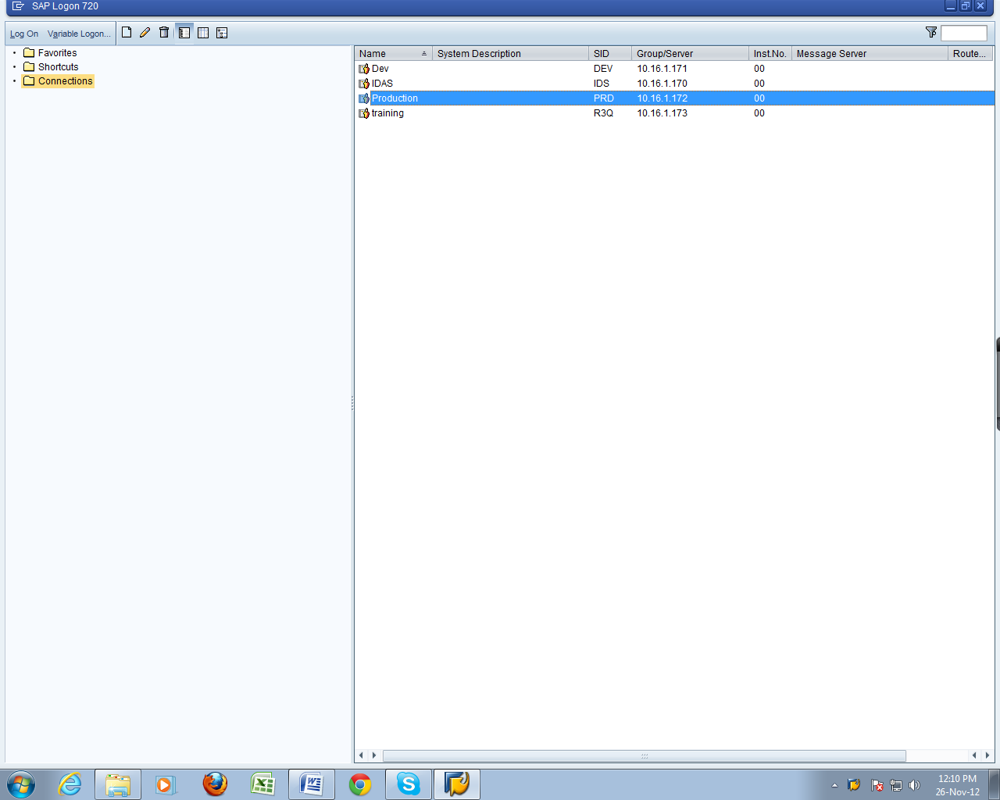 SAP Logon 720
Log On Variable Logon...
Favorites
Shortcuts
Connections
Name System Description SID Group/Server Inst.No. Message Server Route...
Dev DEV 10.16.1.171 00
IDAS IDS 10.16.1.170 00
Production PRD 10.16.1.172 00
training R3Q 10.16.1.173 00
12:10 PM
26-Nov-12